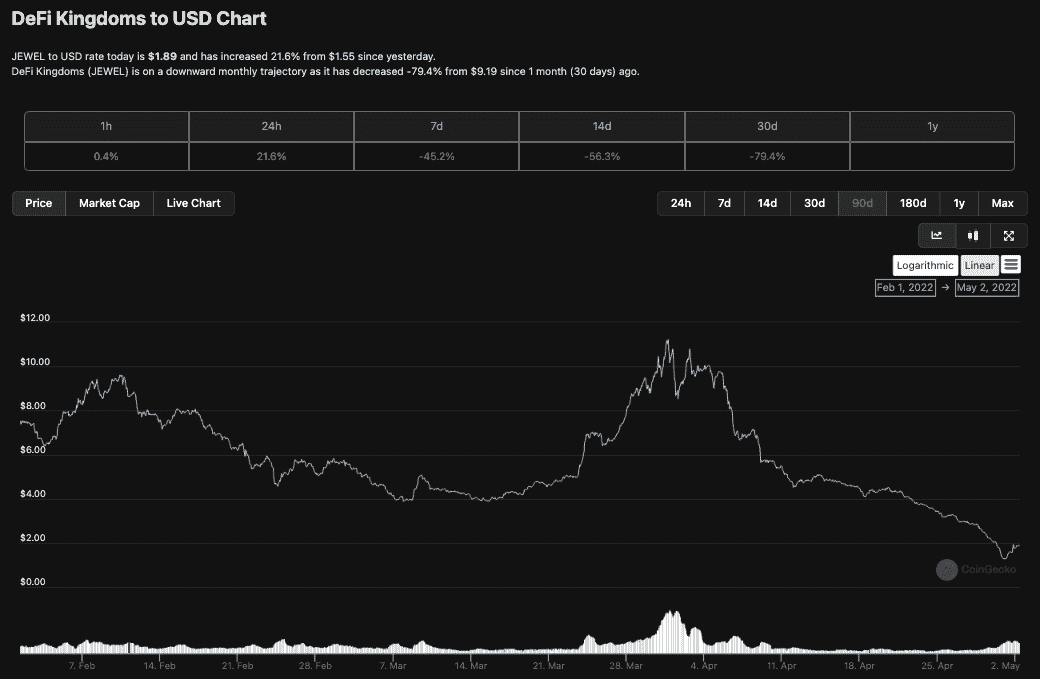 DeFi Kingdoms to USD Chart
JEWEL to USD rate today is $1.89 and has increased 21.6% from $1.55 since yesterday.
DeFi Kingdoms (JEWEL) is on a downward monthly trajectory as it has decreased -79.4% from $9.19 since 1 month (30 days) ago.
1h 24h 7d 14d 30d 1y
0.4% 21.6% -45.2% -56.3% -79.4%
Price Market Cap Live Chart 24h 7d 14d 30d 90d 180d 1y Max
Logarithmic Linear
Feb 1, 2022 → May 2, 2022
$12.00
$10.00
$8.00
$6.00
$4.00
$2.00
CoinGecko
$0.00
7. Feb 14. Feb 21. Feb 28. Feb 7. Mar 14. Mar 21. Mar 28. Mar 4. Apr 11. Apr 18. Apr 25. Apr 2. May